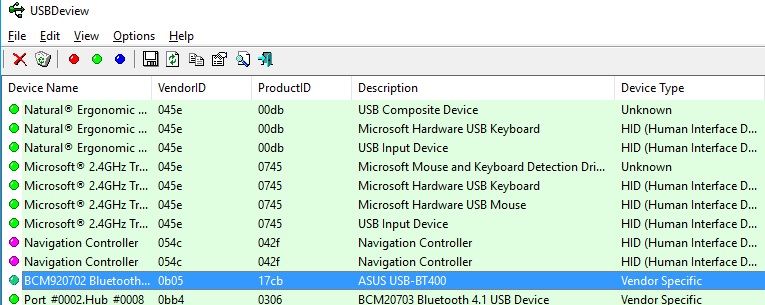 USBDeview
File Edit View Options Help
Device Name VendorID ProductID Description Device Type
Natural® Ergonomic ... 045e 00db USB Composite Device Unknown
Natural® Ergonomic ... 045e 00db Microsoft Hardware USB Keyboard HID (Human Interface D...
Natural® Ergonomic ... 045e 00db USB Input Device HID (Human Interface D...
Microsoft® 2.4GHz Tr... 045e 0745 Microsoft Mouse and Keyboard Detection Dri... Unknown
Microsoft® 2.4GHz Tr... 045e 0745 Microsoft Hardware USB Keyboard HID (Human Interface D...
Microsoft® 2.4GHz Tr... 045e 0745 Microsoft Hardware USB Mouse HID (Human Interface D...
Microsoft® 2.4GHz Tr... 045e 0745 USB Input Device HID (Human Interface D...
Navigation Controller 054c 042f Navigation Controller HID (Human Interface D...
Navigation Controller 054c 042f Navigation Controller HID (Human Interface D...
BCM920702 Bluetooth... 0b05 17cb ASUS USB-BT400 Vendor Specific
Port_#0002.Hub_#0008 0bb4 0306 BCM20703 Bluetooth 4.1 USB Device Vendor Specific